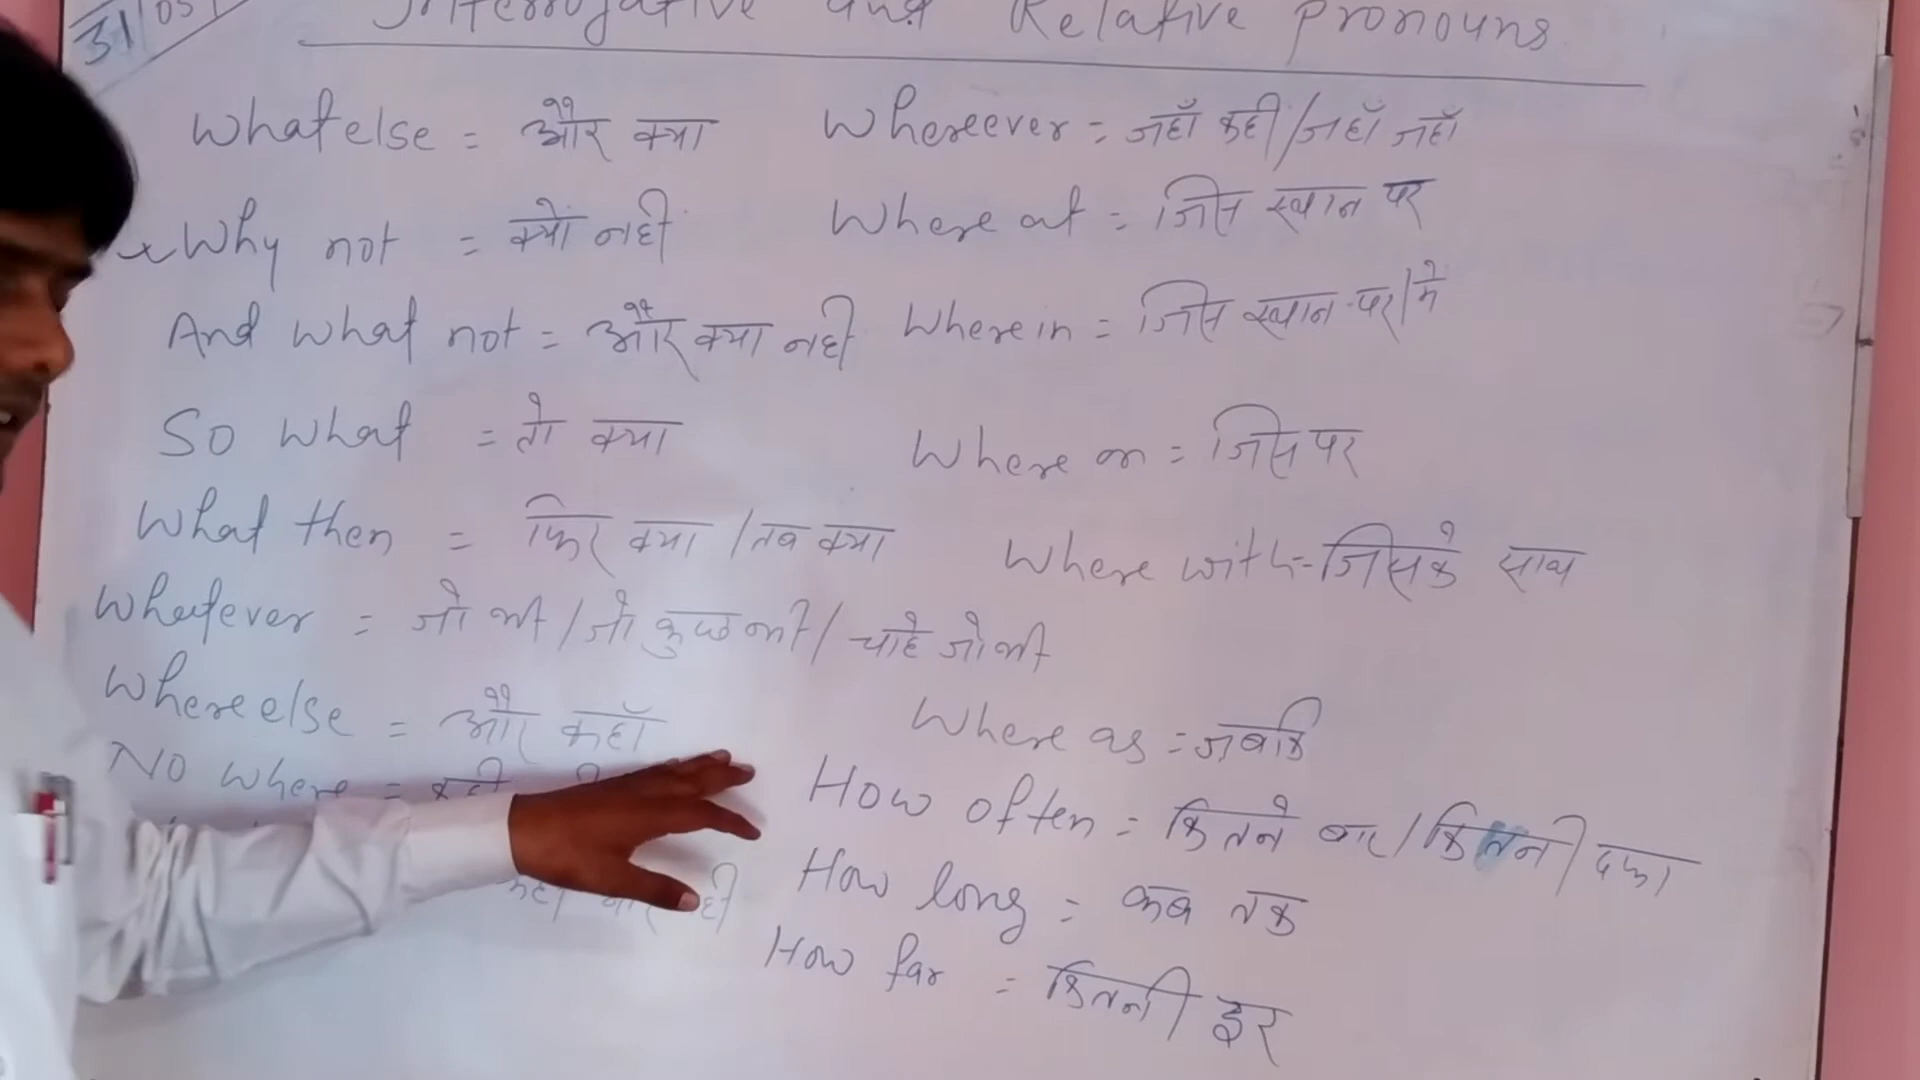 31/05/
Interrogative and Relative Pronouns
What else = और क्या
Why not = क्यो नही
And what not = और क्या नही
So what = तो क्या
What then = फिर क्या / तब क्या
Whatever = जो भी / जो कुछ भी / चाहे जो भी
Where else = और कहाँ
No where = कही
Whereever = जहाँ कही / जहाँ जहाँ
Where at = जिस स्थान पर
Where in = जिस स्थान पर / मे
Where on = जिस पर
Where with = जिसके साथ
Where as = जबकि
How often = कितने बार / कितनी दफा
How long = कब तक
How far = कितनी दूर